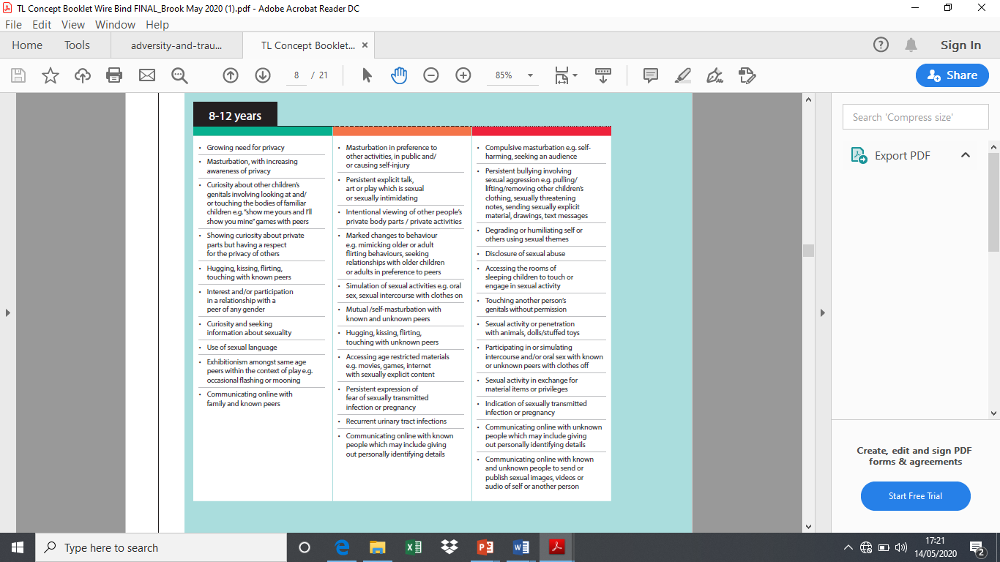 TL Concept Booklet Wire Bind FINAL_Brook May 2020 (1).pdf - Adobe Acrobat Reader DC
File Edit View Window Help
Home Tools adversity-and-trau... TL Concept Booklet... ×
Sign In
8 / 21 85% Share
8-12 years
• Growing need for privacy
• Masturbation, with increasing
awareness of privacy
• Curiosity about other children's
genitals involving looking at and/
or touching the bodies of familiar
children e.g. "show me yours and I'll
show you mine" games with peers
• Showing curiosity about private
parts but having a respect
for the privacy of others
• Hugging, kissing, flirting,
touching with known peers
• Interest and/or participation
in a relationship with a
peer of any gender
• Curiosity and seeking
information about sexuality
• Use of sexual language
• Exhibitionism amongst same age
peers within the context of play e.g.
occasional flashing or mooning
• Communicating online with
family and known peers
• Masturbation in preference to
other activities, in public and/
or causing self-injury
• Persistent explicit talk,
art or play which is sexual
or sexually intimidating
• Intentional viewing of other people's
private body parts / private activities
• Marked changes to behaviour
e.g. mimicking older or adult
flirting behaviours, seeking
relationships with older children
or adults in preference to peers
• Simulation of sexual activities e.g. oral
sex, sexual intercourse with clothes on
• Mutual /self-masturbation with
known and unknown peers
• Hugging, kissing, flirting,
touching with unknown peers
• Accessing age restricted materials
e.g. movies, games, internet
with sexually explicit content
• Persistent expression of
fear of sexually transmitted
infection or pregnancy
• Recurrent urinary tract infections
• Communicating online with known
people which may include giving
out personally identifying details
• Compulsive masturbation e.g. self-
harming, seeking an audience
• Persistent bullying involving
sexual aggression e.g. pulling/
lifting/removing other children's
clothing, sexually threatening
notes, sending sexually explicit
material, drawings, text messages
• Degrading or humiliating self or
others using sexual themes
• Disclosure of sexual abuse
• Accessing the rooms of
sleeping children to touch or
engage in sexual activity
• Touching another person's
genitals without permission
• Sexual activity or penetration
with animals, dolls/stuffed toys
• Participating in or simulating
intercourse and/or oral sex with known
or unknown peers with clothes off
• Sexual activity in exchange for
material items or privileges
• Indication of sexually transmitted
infection or pregnancy
• Communicating online with unknown
people which may include giving
out personally identifying details
• Communicating online with known
and unknown people to send or
publish sexual images, videos or
audio of self or another person
Search 'Compress size'
Export PDF
Create, edit and sign PDF
forms & agreements
Start Free Trial
Type here to search
17:21
14/05/2020
2